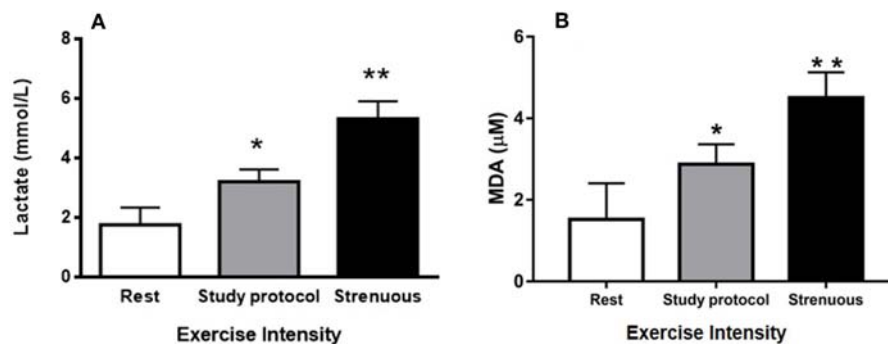 A
Lactate (mmol/L)
8
6
4
2
0
*
**
Rest Study protocol Strenuous
Exercise Intensity
B
MDA (µM)
6
4
2
0
*
**
Rest Study protocol Strenuous
Exercise Intensity